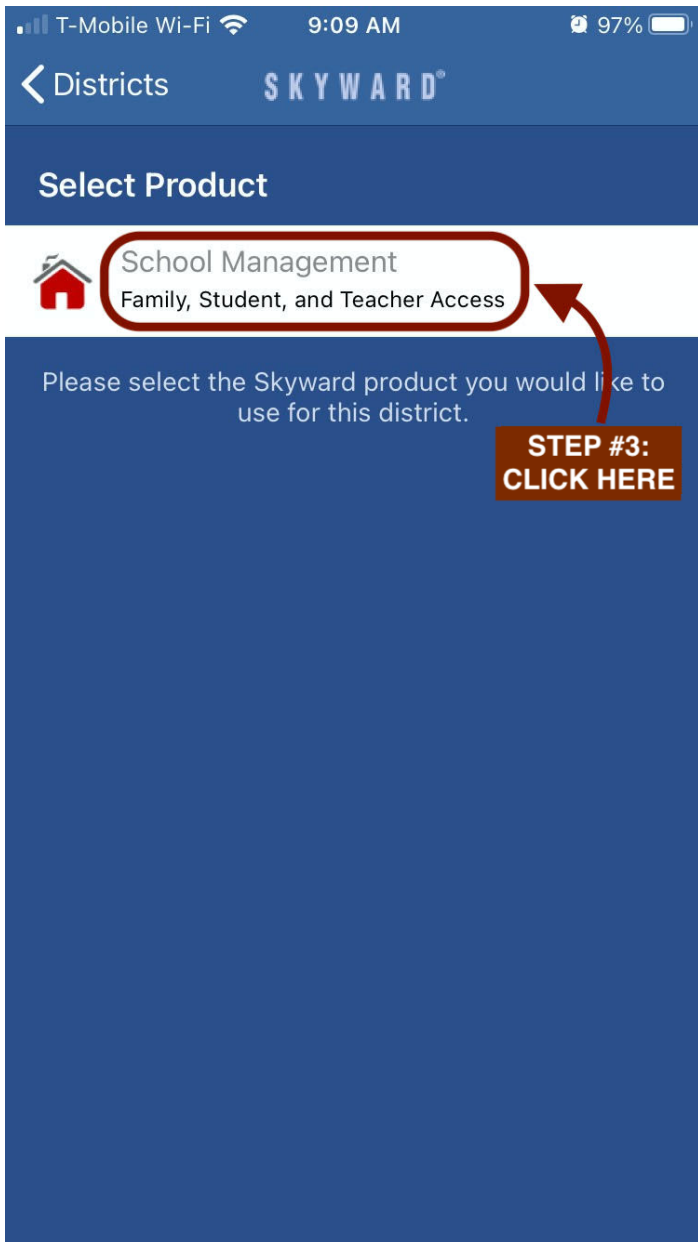 T-Mobile Wi-Fi 9:09 AM 97%
Districts SKYWARD®
Select Product
School Management
Family, Student, and Teacher Access
Please select the Skyward product you would like to
use for this district.
STEP #3:
CLICK HERE